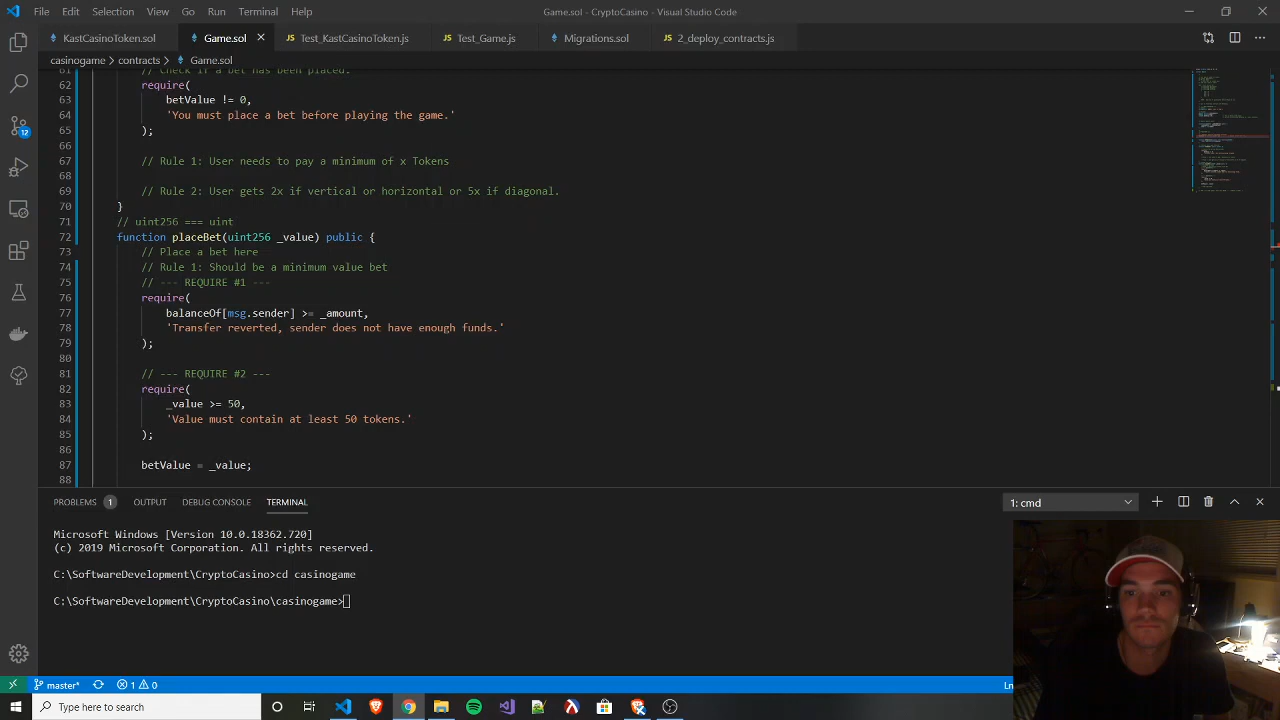 File Edit Selection View Go Run Terminal Help
Game.sol - CryptoCasino - Visual Studio Code
KastCasinoToken.sol Game.sol Test_KastCasinoToken.js Test_Game.js Migrations.sol 2_deploy_contracts.js
casinogame > contracts > Game.sol
61 // Check if a bet has been placed.
62 require(
63 betValue != 0,
64 'You must place a bet before playing the game.'
65 );
66
67 // Rule 1: User needs to pay a minimum of x Tokens
68
69 // Rule 2: User gets 2x if vertical or horizontal or 5x if diagonal.
70 }
71 // uint256 === uint
72 function placeBet(uint256 _value) public {
73 // Place a bet here
74 // Rule 1: Should be a minimum value bet
75 // --- REQUIRE #1 ---
76 require(
77 balanceOf[msg.sender] >= _amount,
78 'Transfer reverted, sender does not have enough funds.'
79 );
80
81 // --- REQUIRE #2 ---
82 require(
83 _value >= 50,
84 'Value must contain at least 50 tokens.'
85 );
86
87 betValue = _value;
88
12
PROBLEMS 1 OUTPUT DEBUG CONSOLE TERMINAL
1: cmd
Microsoft Windows [Version 10.0.18362.720]
(c) 2019 Microsoft Corporation. All rights reserved.
C:\SoftwareDevelopment\CryptoCasino>cd casinogame
C:\SoftwareDevelopment\CryptoCasino\casinogame>
master* 1 0
Ln
Type here to search